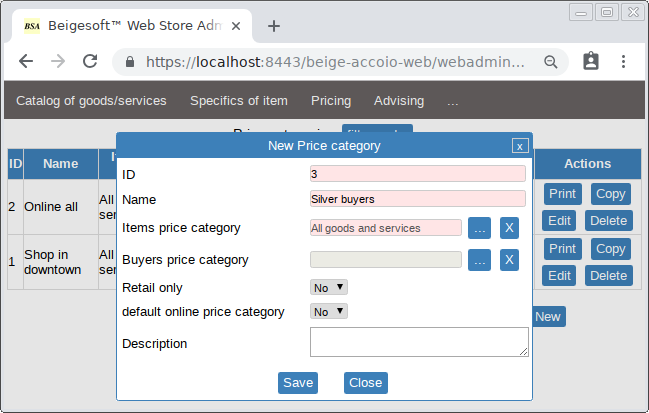 BSA Beigesoft™ Web Store Adm
https://localhost:8443/beige-accoio-web/webadmin...
Catalog of goods/services Specifics of item Pricing Advising ...
New Price category x
ID Name Actions
ID 3
Name Silver buyers
Items price category All goods and services ... X
Buyers price category ... X
Retail only No
default online price category No
Description
Save Close
2 Online all All
Print Copy
Edit Delete
1 Shop in downtown All
Print Copy
Edit Delete
New